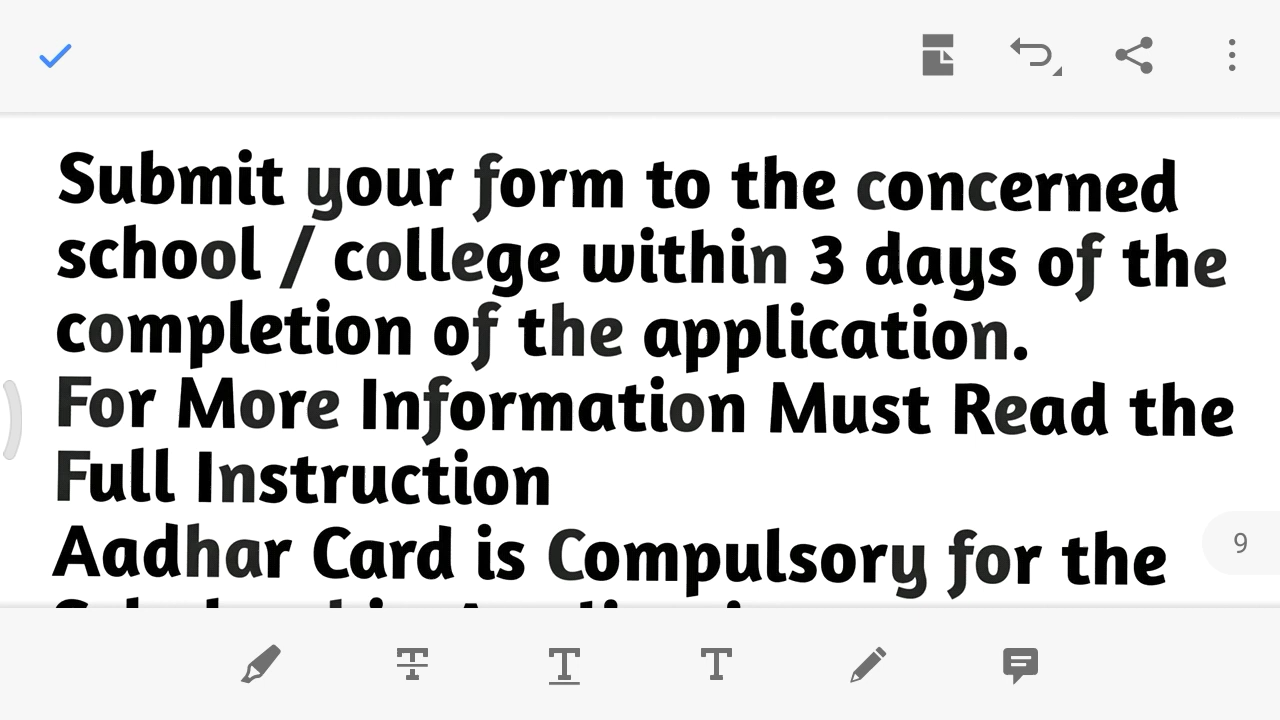 Submit your form to the concerned
school / college within 3 days of the
completion of the application.
For More Information Must Read the
Full Instruction
Aadhar Card is Compulsory for the
9